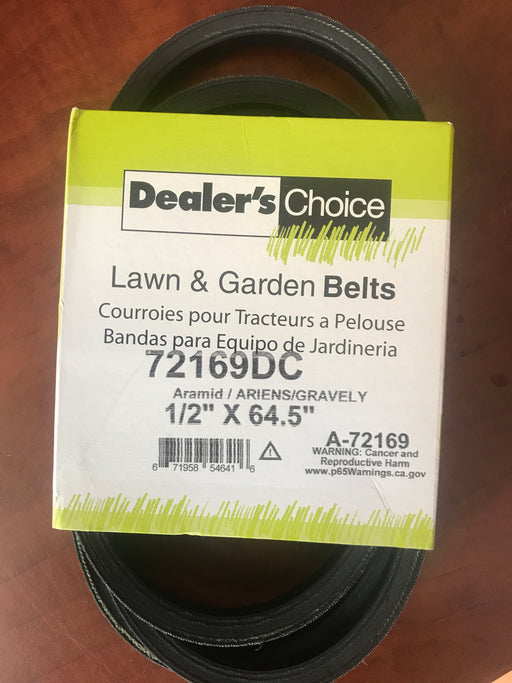 Dealer's Choice
Lawn & Garden Belts
Courroies pour Tracteurs a Pelouse
Bandas para Equipo de Jardineria
72169DC
Aramid / ARIENS/GRAVELY
1/2" X 64.5"
A-72169
WARNING: Cancer and
Reproductive Harm
www.p65Warnings.ca.gov
6 71958 54641 6